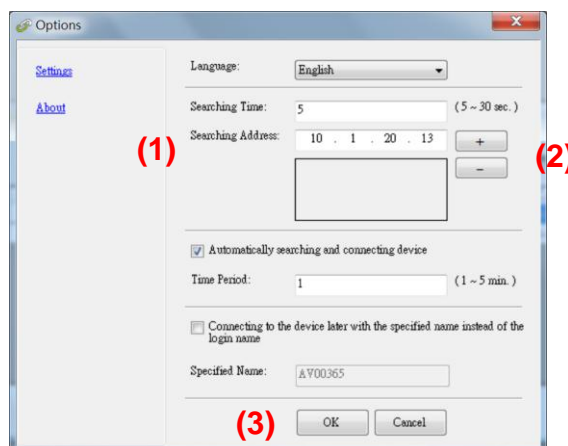 Options
Settings
About
Language:
English
Searching Time:
5
(5 ~ 30 sec.)
(1)
Searching Address:
10 . 1 . 20 . 13
+
(2)
-
Automatically searching and connecting device
Time Period:
1
(1 ~ 5 min.)
Connecting to the device later with the specified name instead of the
login name
Specified Name:
AV00365
(3)
OK
Cancel